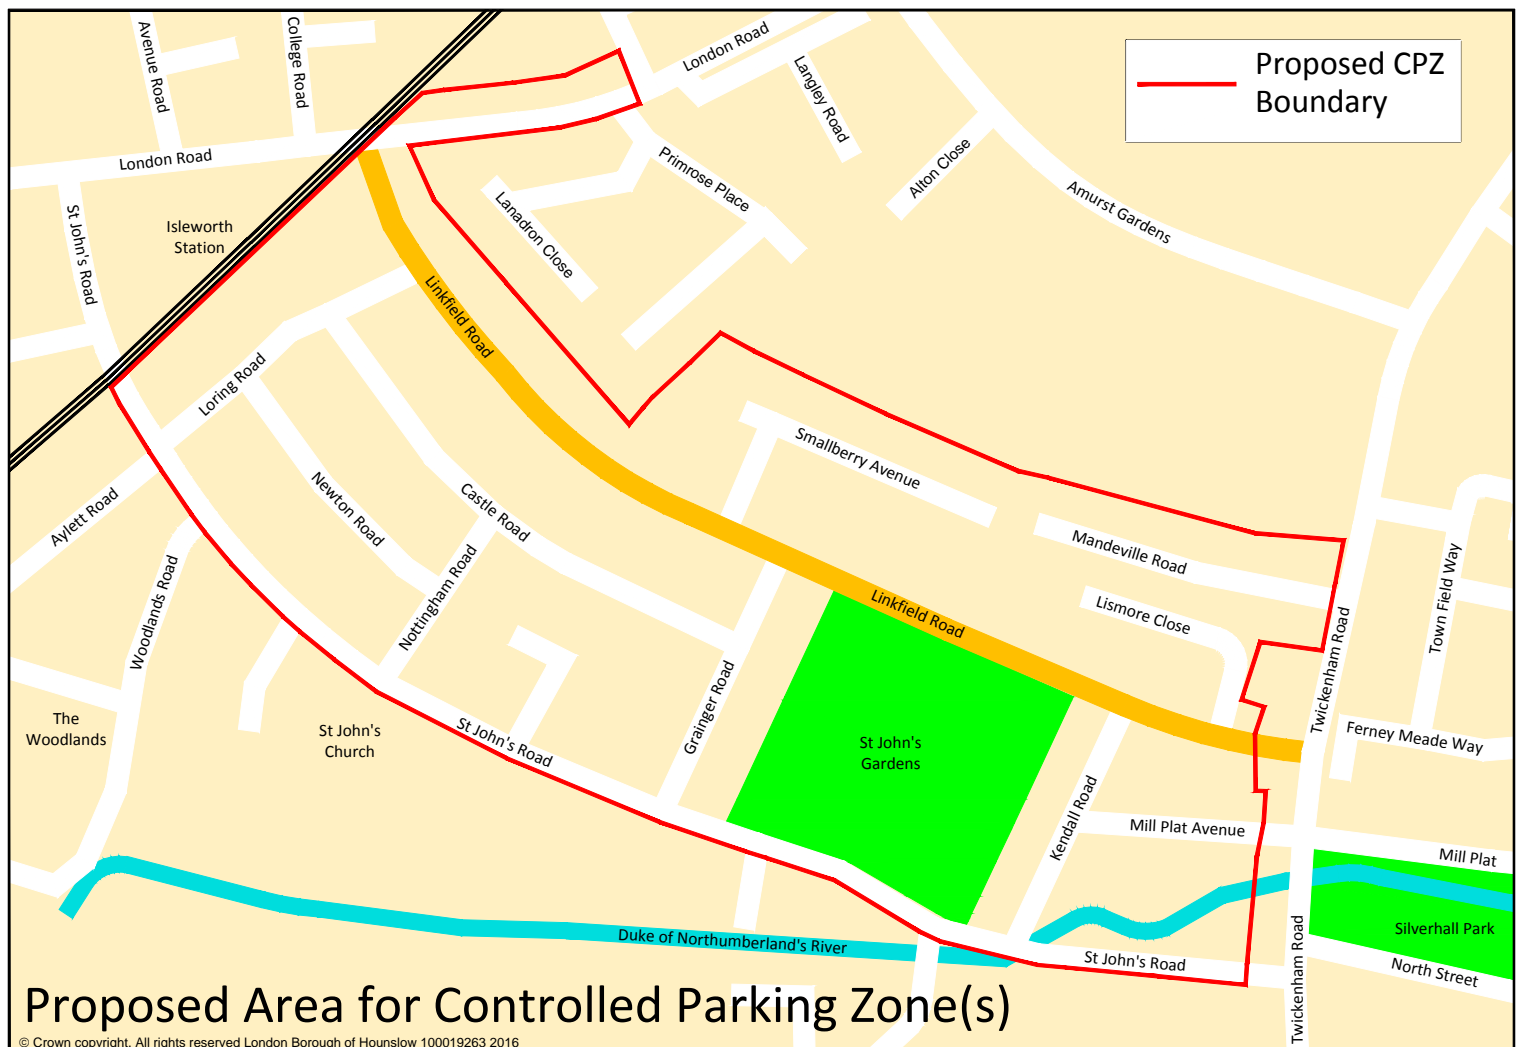 Avenue Road
College Road
London Road
Langley Road
Proposed CPZ
Boundary
London Road
Primrose Place
Alton Close
Amurst Gardens
St John's Road
Isleworth
Station
Lanadron Close
Linkfield Road
Loring Road
Smallberry Avenue
Aylett Road
Newton Road
Castle Road
Mandeville Road
Woodlands Road
Nottingham Road
Linkfield Road
Lismore Close
Town Field Way
Twickenham Road
The
Woodlands
St John's
Church
St John's Road
Grainger Road
St John's
Gardens
Ferney Meade Way
Kendall Road
Mill Plat Avenue
Mill Plat
Duke of Northumberland's River
Silverhall Park
St John's Road
Twickenham Road
North Street
Proposed Area for Controlled Parking Zone(s)
© Crown copyright. All rights reserved London Borough of Hounslow 100019263 2016